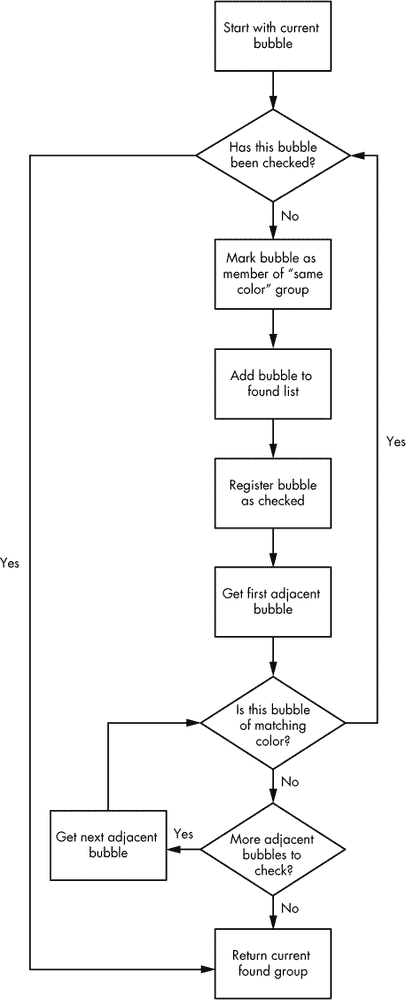 Start with current
bubble
Has this bubble
been checked?
No
Mark bubble as
member of “same
color” group
Add bubble to
found list
Yes
Register bubble
as checked
Yes
Get first adjacent
bubble
Is this bubble
of matching
color?
No
Get next adjacent
bubble
Yes
More adjacent
bubbles to
check?
No
Return current
found group